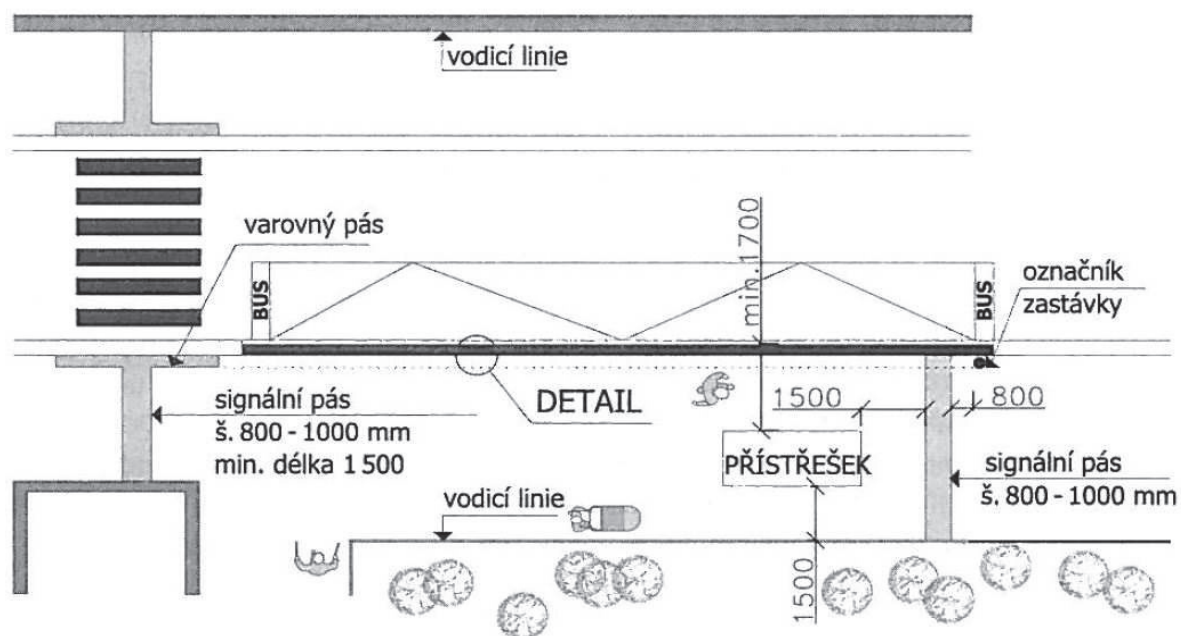 vodicí linie
varovný pás
min. 1700
označník
zastávky
BUS
BUS
signální pás
š. 800 - 1000 mm
min. délka 1 500
DETAIL
1500
800
PŘÍSTŘEŠEK
signální pás
š. 800 - 1000 mm
vodicí linie
1500